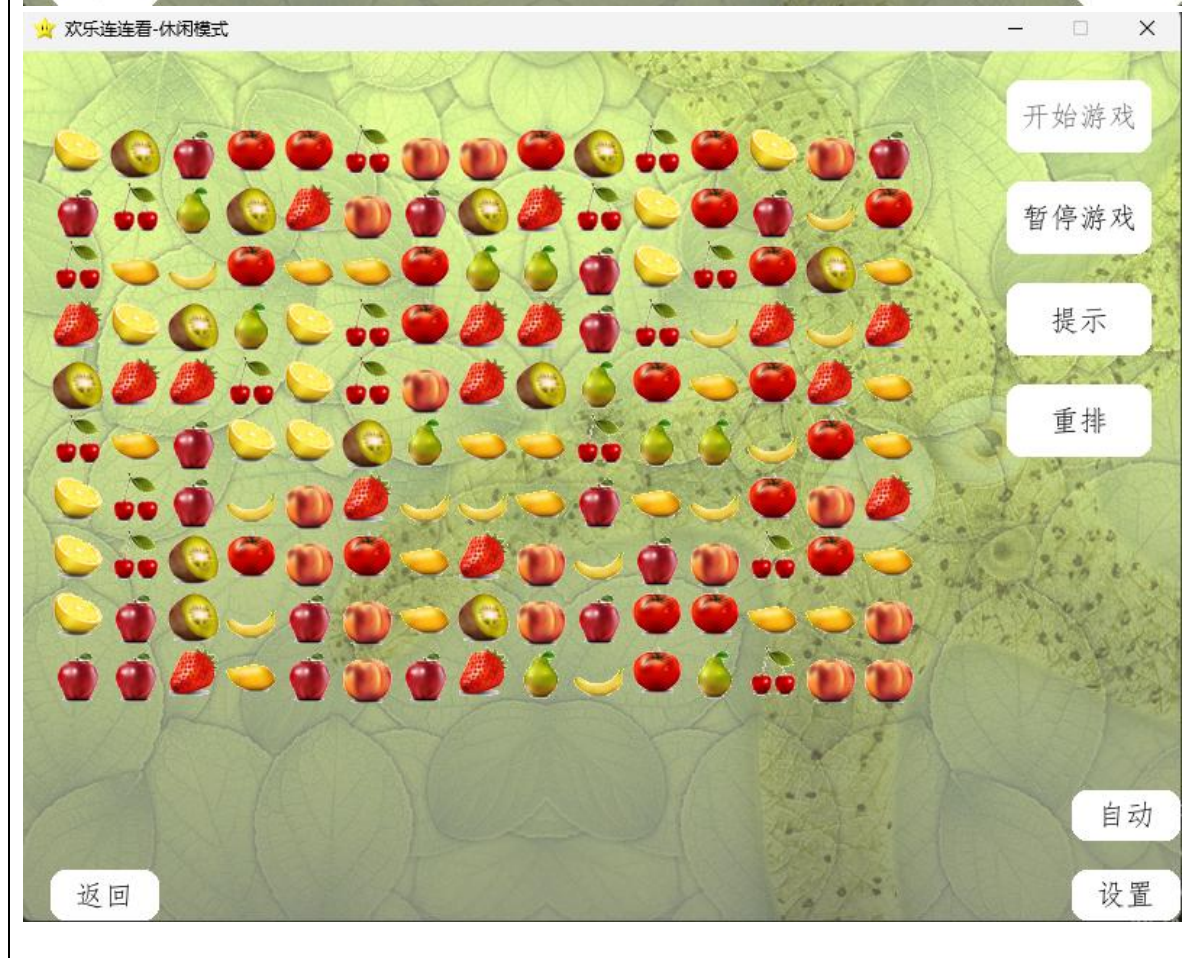 欢乐连连看-休闲模式
开始游戏
暂停游戏
提示
重排
自动
返回
设置